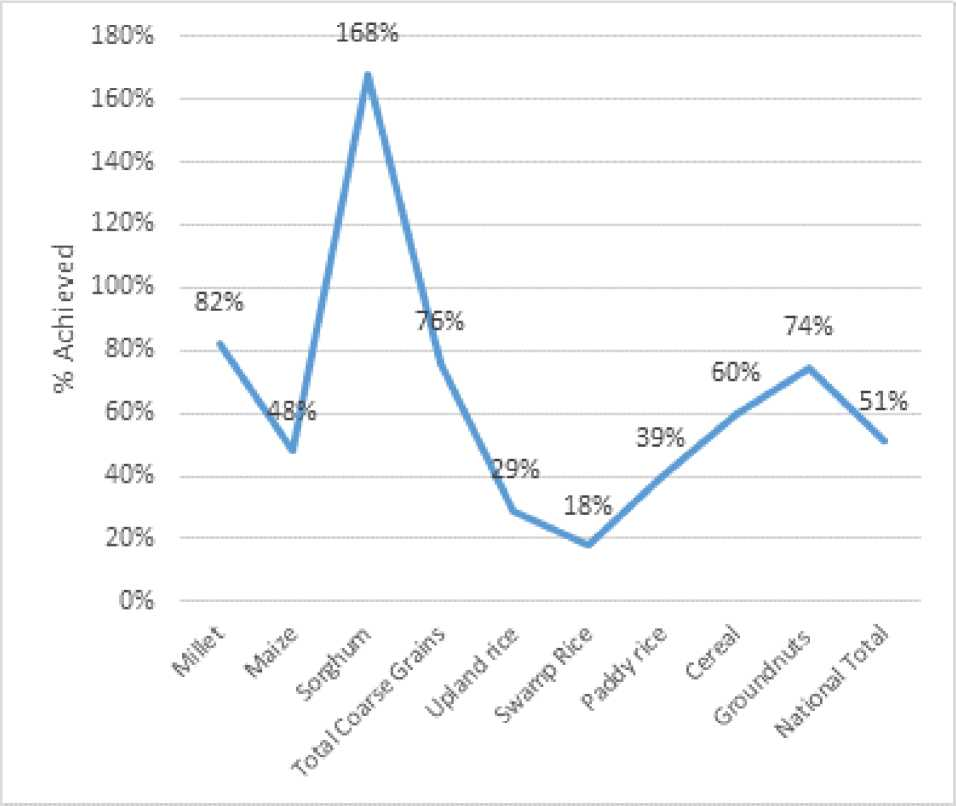 180%
160%
140%
120%
100%
80%
60%
40%
20%
0%
% Achieved
82%
48%
168%
76%
29%
18%
39%
60%
74%
51%
Millet
Maize
Sorghum
Total Coarse Grains
Upland rice
Swamp Rice
Paddy rice
Cereal
Groundnuts
National Total